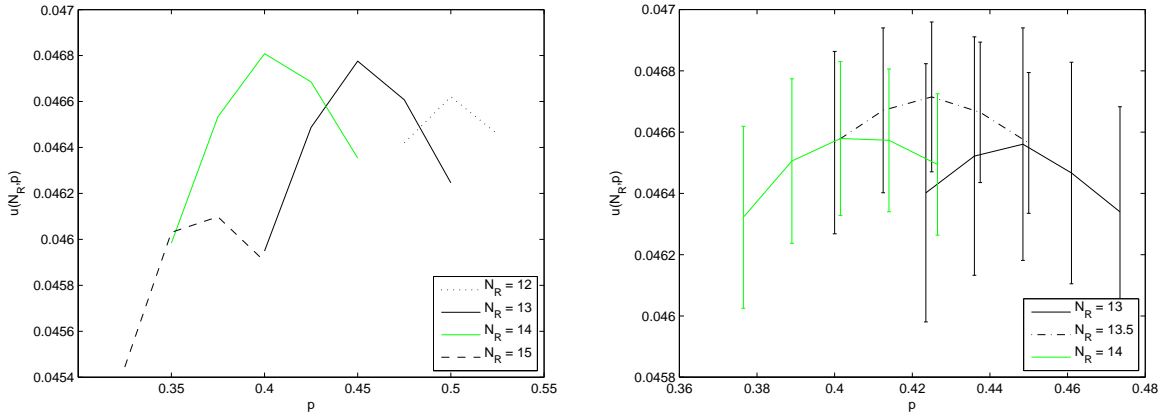 0.047
0.0468
0.0466
0.0464
0.0462
0.046
0.0458
0.0456
0.0454
u(N_R,p)
0.35
0.4
0.45
0.5
0.55
p
N_R = 12
N_R = 13
N_R = 14
N_R = 15
0.047
0.0468
0.0466
0.0464
0.0462
0.046
0.0458
u(N_R,p)
0.36
0.38
0.4
0.42
0.44
0.46
0.48
p
N_R = 13
N_R = 13.5
N_R = 14